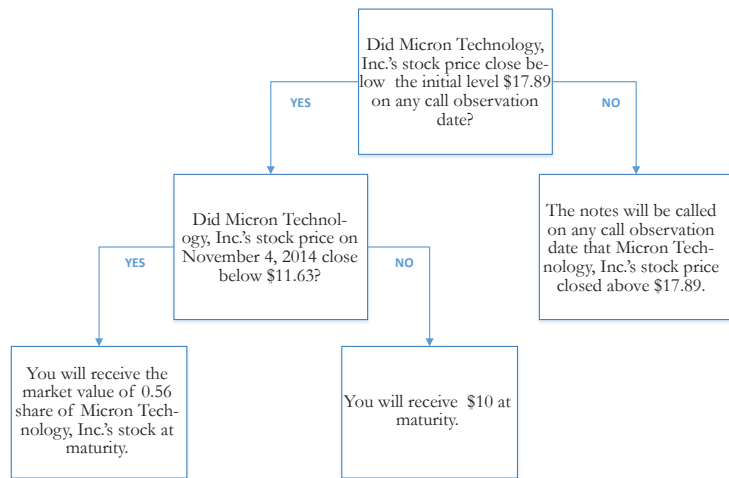 Did Micron Technology,
Inc.'s stock price close be-
low the initial level $17.89
on any call observation
date?
YES
NO
Did Micron Technol-
ogy, Inc.'s stock price on
November 4, 2014 close
below $11.63?
The notes will be called
on any call observation
date that Micron Tech-
nology, Inc.'s stock price
closed above $17.89.
YES
NO
You will receive the
market value of 0.56
share of Micron Tech-
nology, Inc.'s stock at
maturity.
You will receive $10 at
maturity.